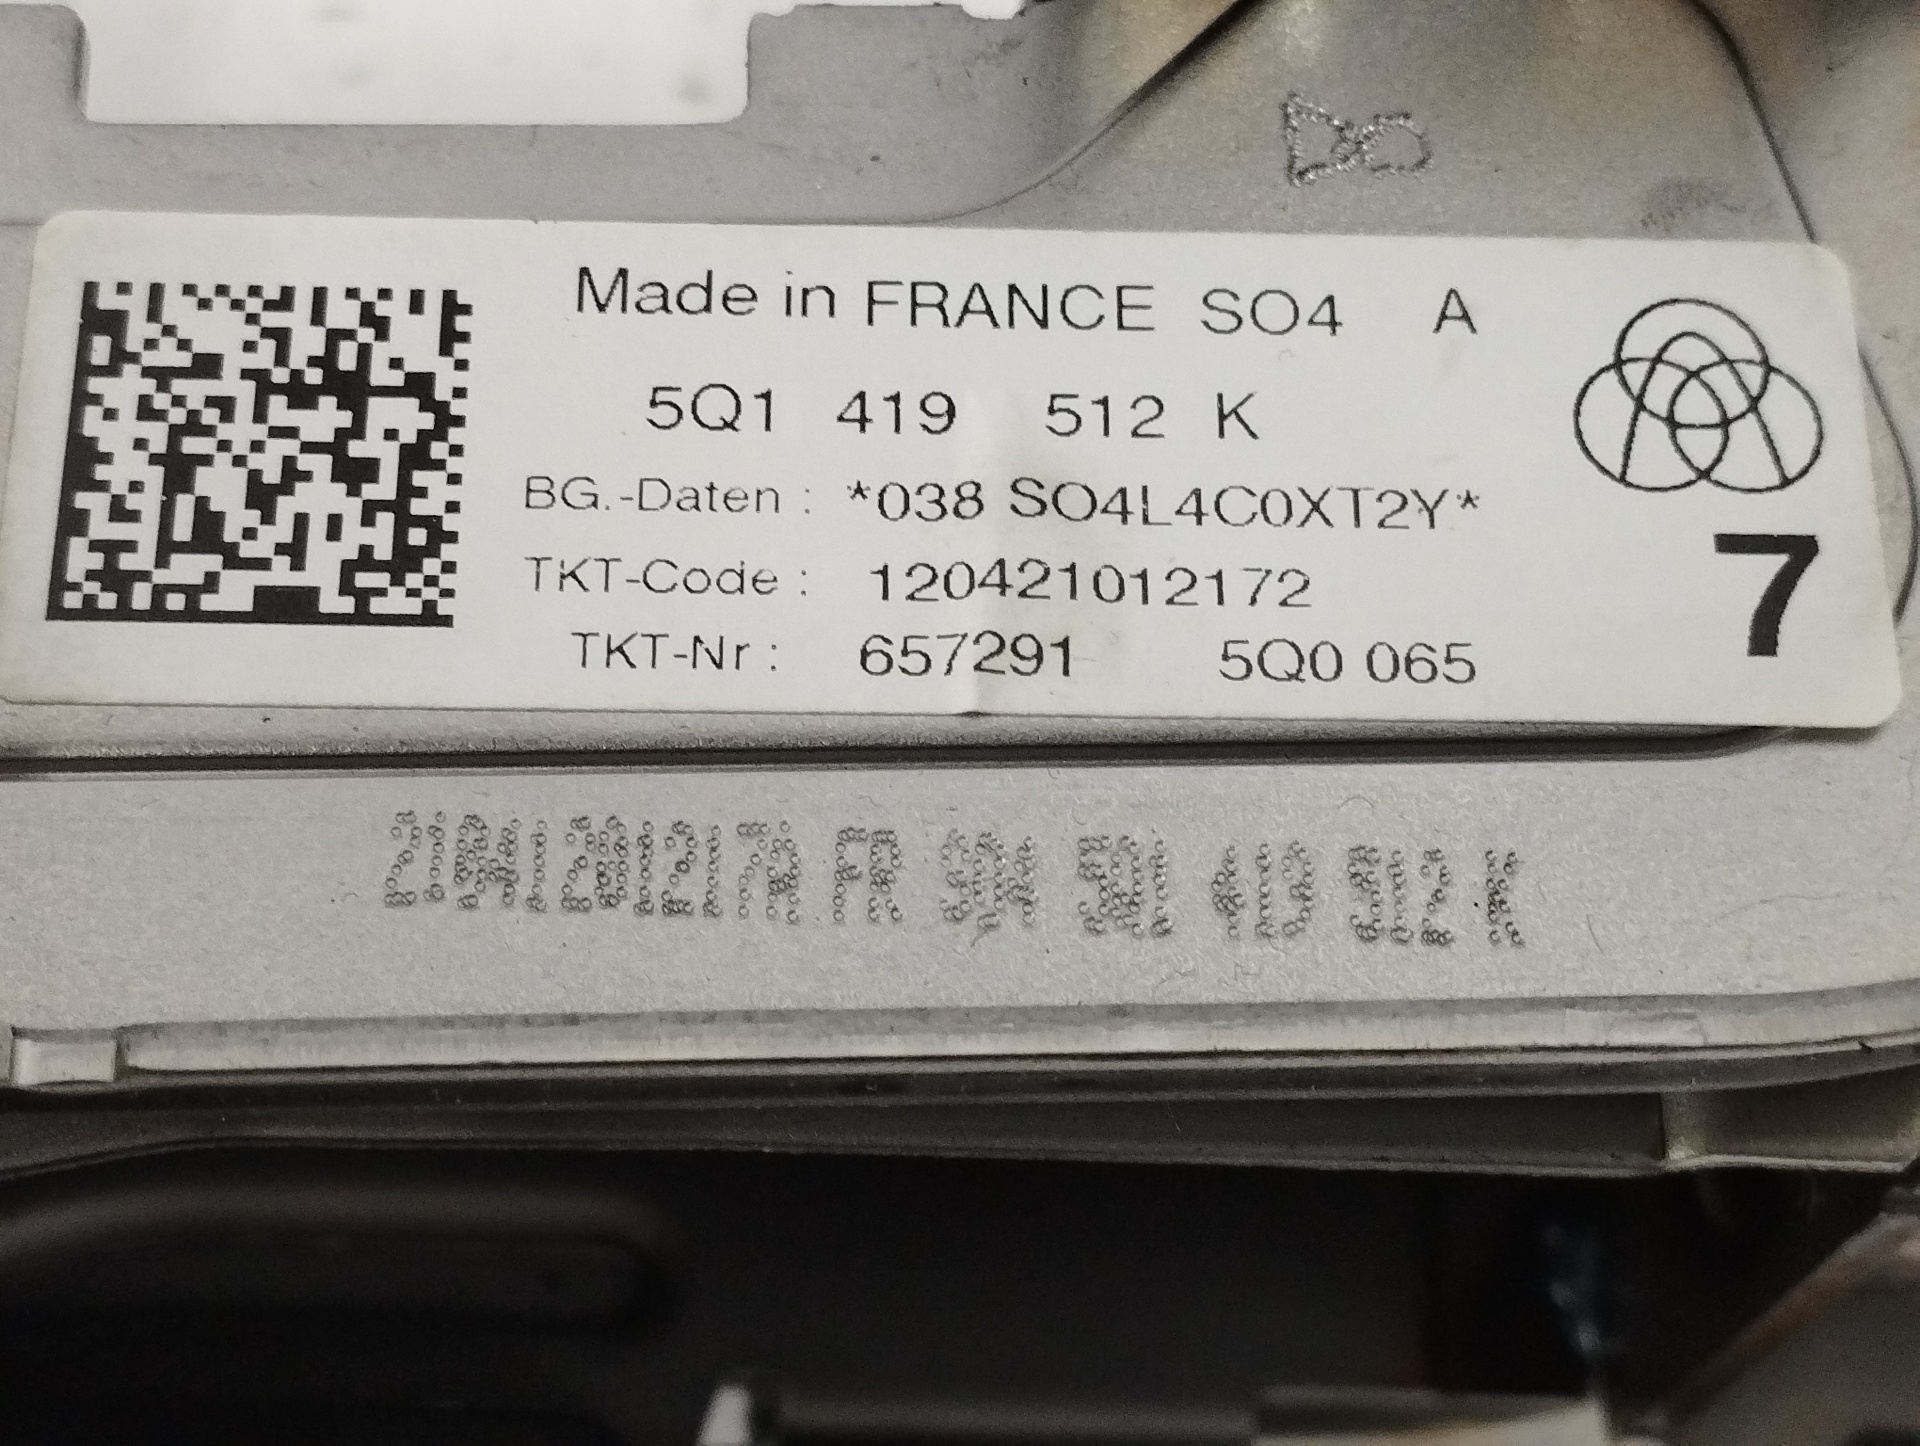 Made in FRANCE SO4 A
5Q1 419 512 K
BG.-Daten : *038 SO4L4C0XT2Y*
TKT-Code : 120421012172
TKT-Nr : 657291 5Q0 065
7